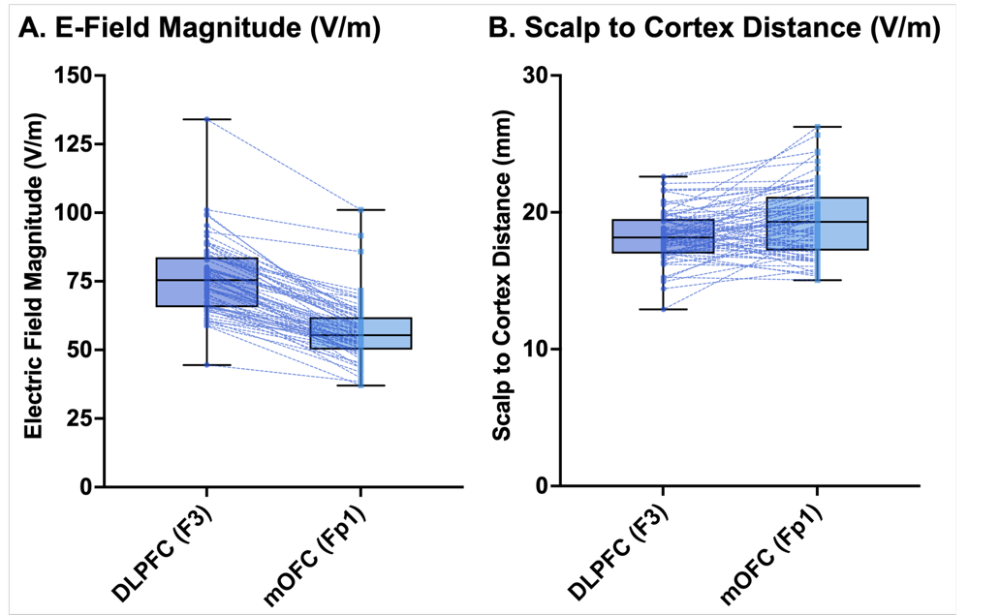 A. E-Field Magnitude (V/m)
Electric Field Magnitude (V/m)
150
125
100
75
50
25
0
DLPFC (F3)
mOFC (Fp1)
B. Scalp to Cortex Distance (V/m)
Scalp to Cortex Distance (mm)
30
20
10
0
DLPFC (F3)
mOFC (Fp1)